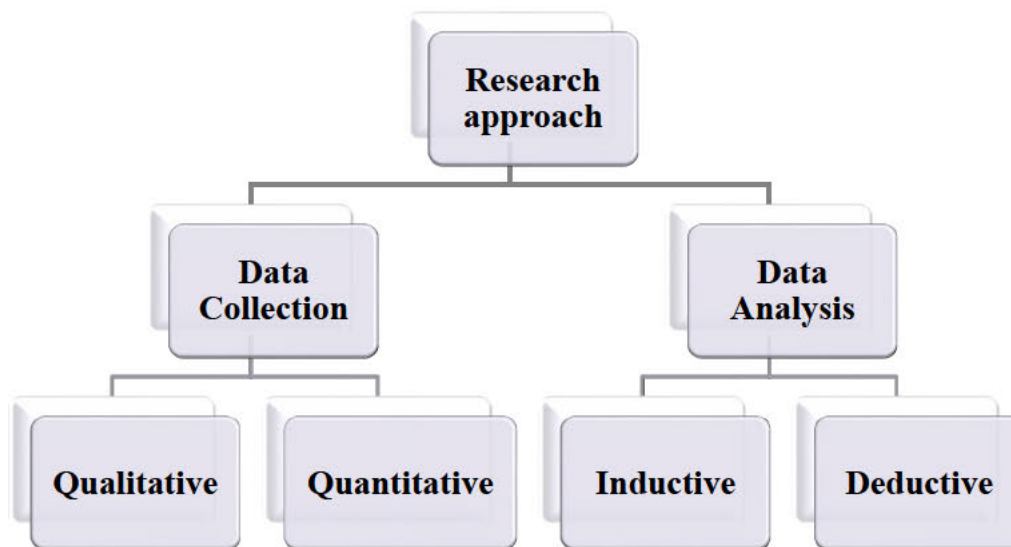 Research
approach
Data
Collection
Data
Analysis
Qualitative
Quantitative
Inductive
Deductive